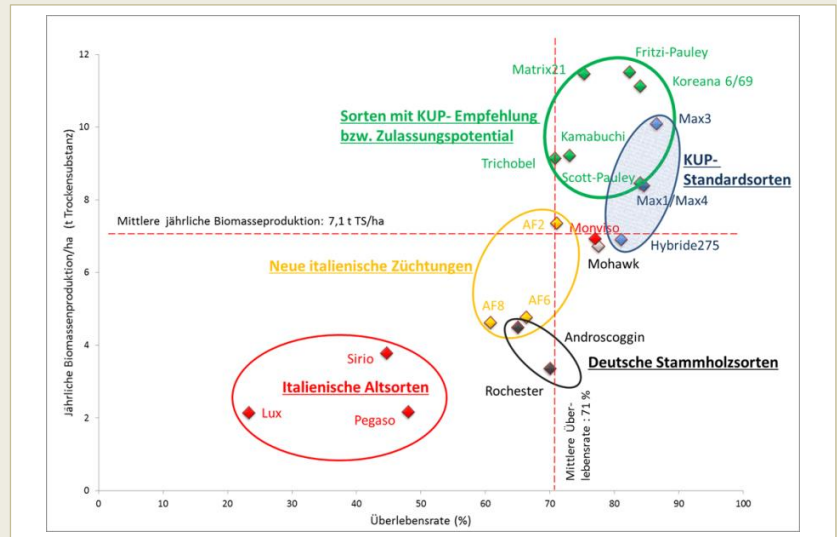 Jährliche Biomassenproduktion/ha (t Trockensubstanz)
12
10
8
6
4
2
0
Fritzi-Pauley
Matrix21
Koreana 6/69
Sorten mit KUP- Empfehlung
bzw. Zulassungspotential
Max3
Kamabuchi
KUP-
Standardsorten
Trichobel
Scott-Pauley
Max1/Max4
Mittlere jährliche Biomasseproduktion: 7,1 t TS/ha
AF2
Monviso
Hybride275
Mohawk
Neue italienische Züchtungen
AF8
AF6
Androscoggin
Deutsche Stammholzsorten
Sirio
Italienische Altsorten
Rochester
Lux
Pegaso
Mittlere Über-
lebensrate : 71 %
0 10 20 30 40 50 60 70 80 90 100
Überlebensrate (%)